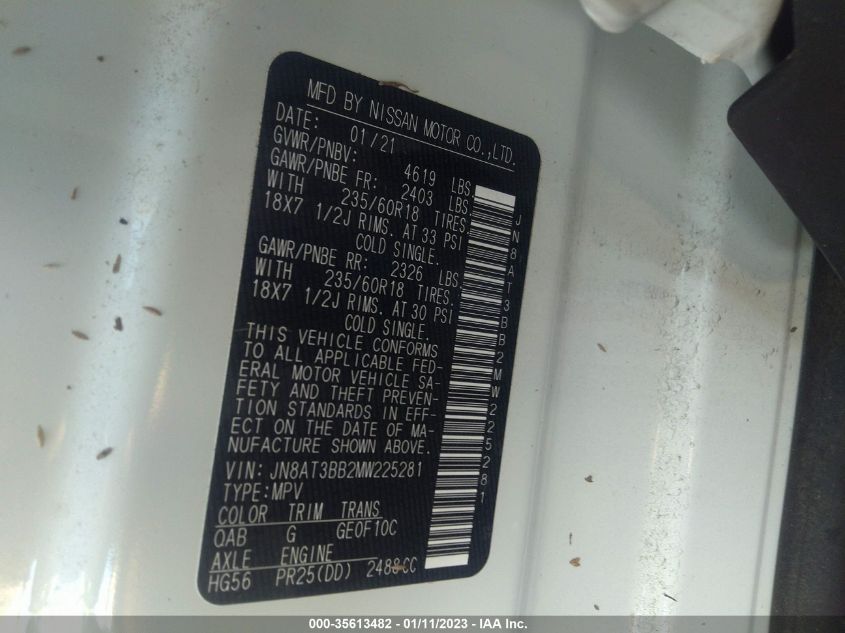 MFD BY NISSAN MOTOR CO.,LTD.
DATE: 01/21
GVWR/PNBV: 4619 LBS.
GAWR/PNBE FR: 2403 LBS.
WITH 235/60R18 TIRES.
18X7 1/2J RIMS. AT 33 PSI
COLD SINGLE.
GAWR/PNBE RR: 2326 LBS.
WITH 235/60R18 TIRES.
18X7 1/2J RIMS. AT 30 PSI
COLD SINGLE.
THIS VEHICLE CONFORMS
TO ALL APPLICABLE FED-
ERAL MOTOR VEHICLE SA-
FETY AND THEFT PREVEN-
TION STANDARDS IN EFF-
ECT ON THE DATE OF MA-
NUFACTURE SHOWN ABOVE.
VIN: JN8AT3BB2MW225281
TYPE:MPV
COLOR TRIM TRANS
QAB G GE0F10C
AXLE ENGINE
HG56 PR25(DD) 2488CC
JN8AT3BB2MW225281
000-35613482 - 01/11/2023 - IAA Inc.